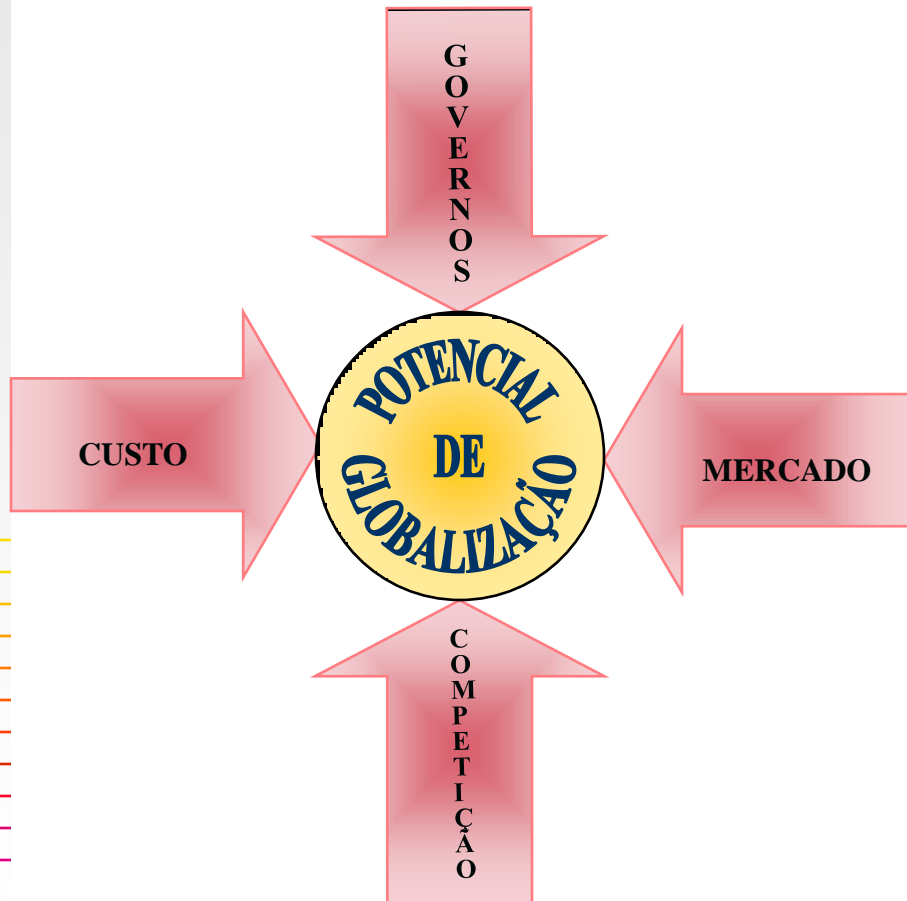 GOVERNOS
POTENCIAL
DE
GLOBALIZAÇÃO
CUSTO
MERCADO
COMPETIÇÃO